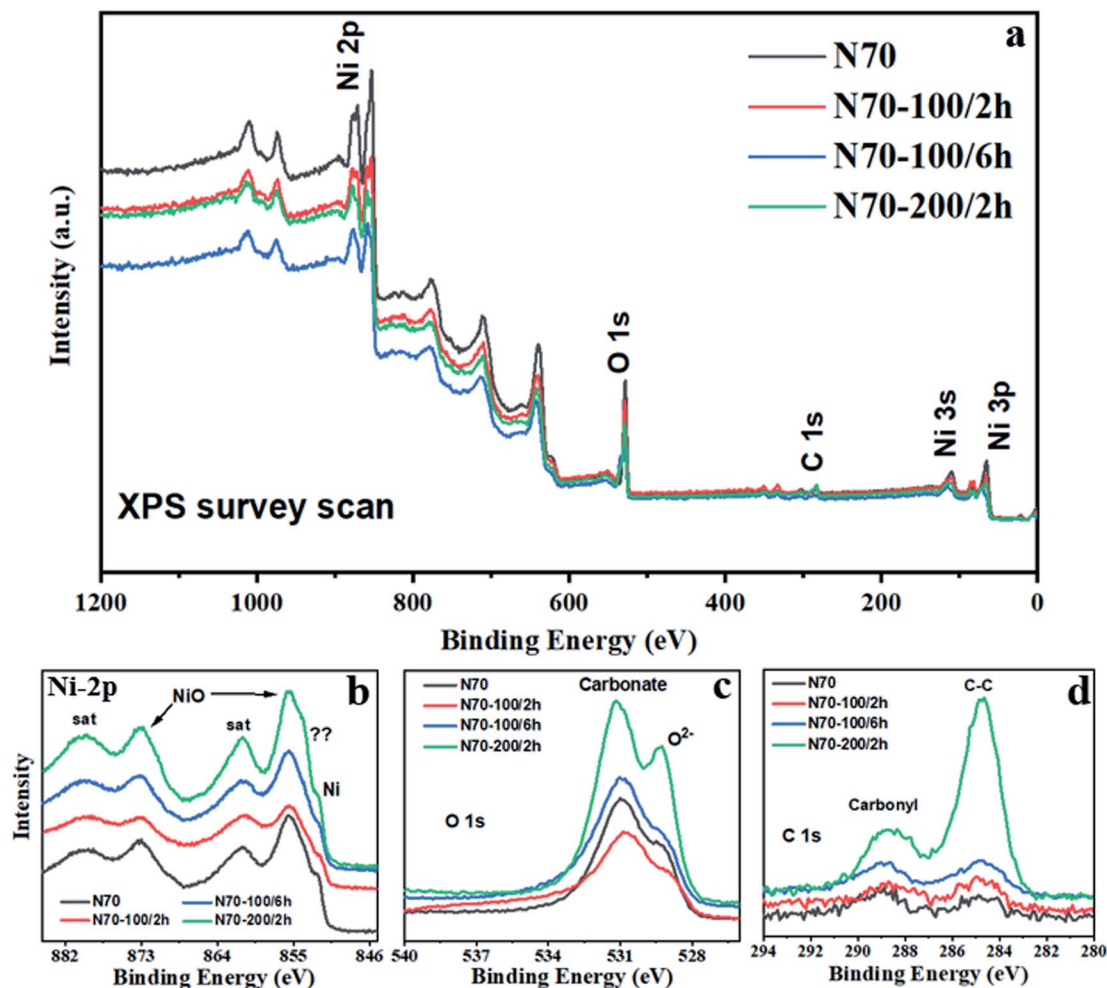 a
N70
N70-100/2h
N70-100/6h
N70-200/2h
Ni 2p
O 1s
C 1s
Ni 3s
Ni 3p
XPS survey scan
Intensity (a.u.)
1200 1000 800 600 400 200 0
Binding Energy (eV)
Ni-2p
b
NiO
sat
sat
??
Ni
Intensity
N70
N70-100/2h
N70-100/6h
N70-200/2h
882 873 864 855 846
Binding Energy (eV)
c
N70
N70-100/2h
N70-100/6h
N70-200/2h
Carbonate
O2-
O 1s
540 537 534 531 528
Binding Energy (eV)
d
N70
N70-100/2h
N70-100/6h
N70-200/2h
C-C
Carbonyl
C 1s
294 292 290 288 286 284 282 280
Binding Energy (eV)